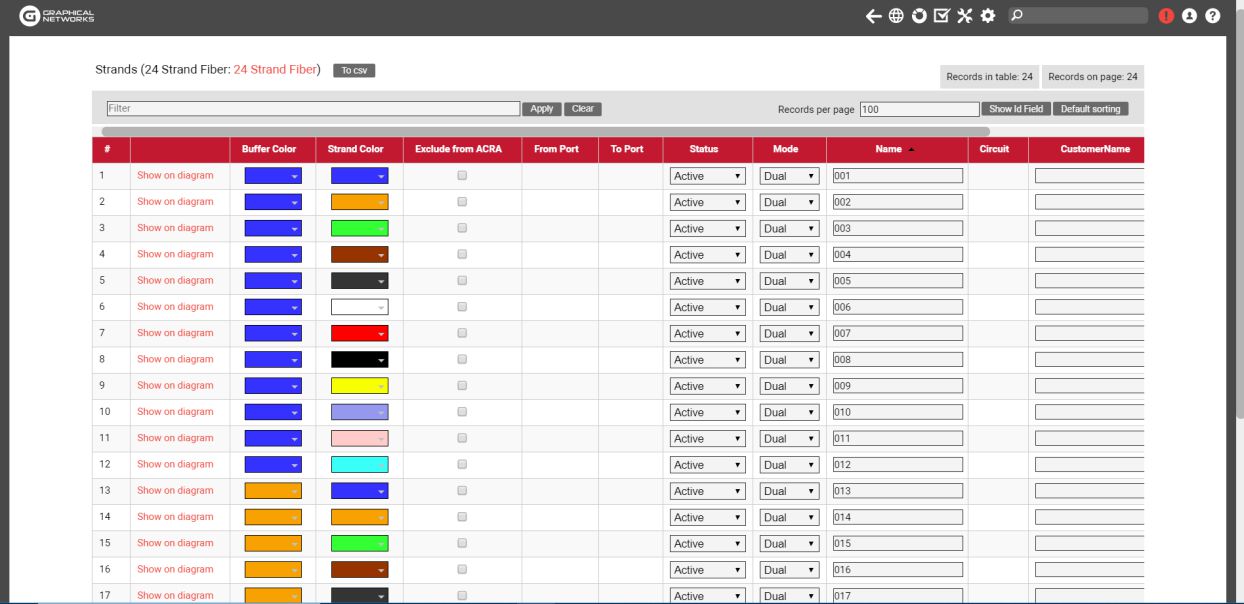 GRAPHICAL
NETWORKS
Strands (24 Strand Fiber: 24 Strand Fiber) To csv
Records in table: 24 Records on page: 24
Filter Apply Clear Records per page 100 Show Id Field Default sorting
# Buffer Color Strand Color Exclude from ACRA From Port To Port Status Mode Name Circuit CustomerName
1 Show on diagram Active Dual 001
2 Show on diagram Active Dual 002
3 Show on diagram Active Dual 003
4 Show on diagram Active Dual 004
5 Show on diagram Active Dual 005
6 Show on diagram Active Dual 006
7 Show on diagram Active Dual 007
8 Show on diagram Active Dual 008
9 Show on diagram Active Dual 009
10 Show on diagram Active Dual 010
11 Show on diagram Active Dual 011
12 Show on diagram Active Dual 012
13 Show on diagram Active Dual 013
14 Show on diagram Active Dual 014
15 Show on diagram Active Dual 015
16 Show on diagram Active Dual 016
17 Show on diagram Active Dual 017